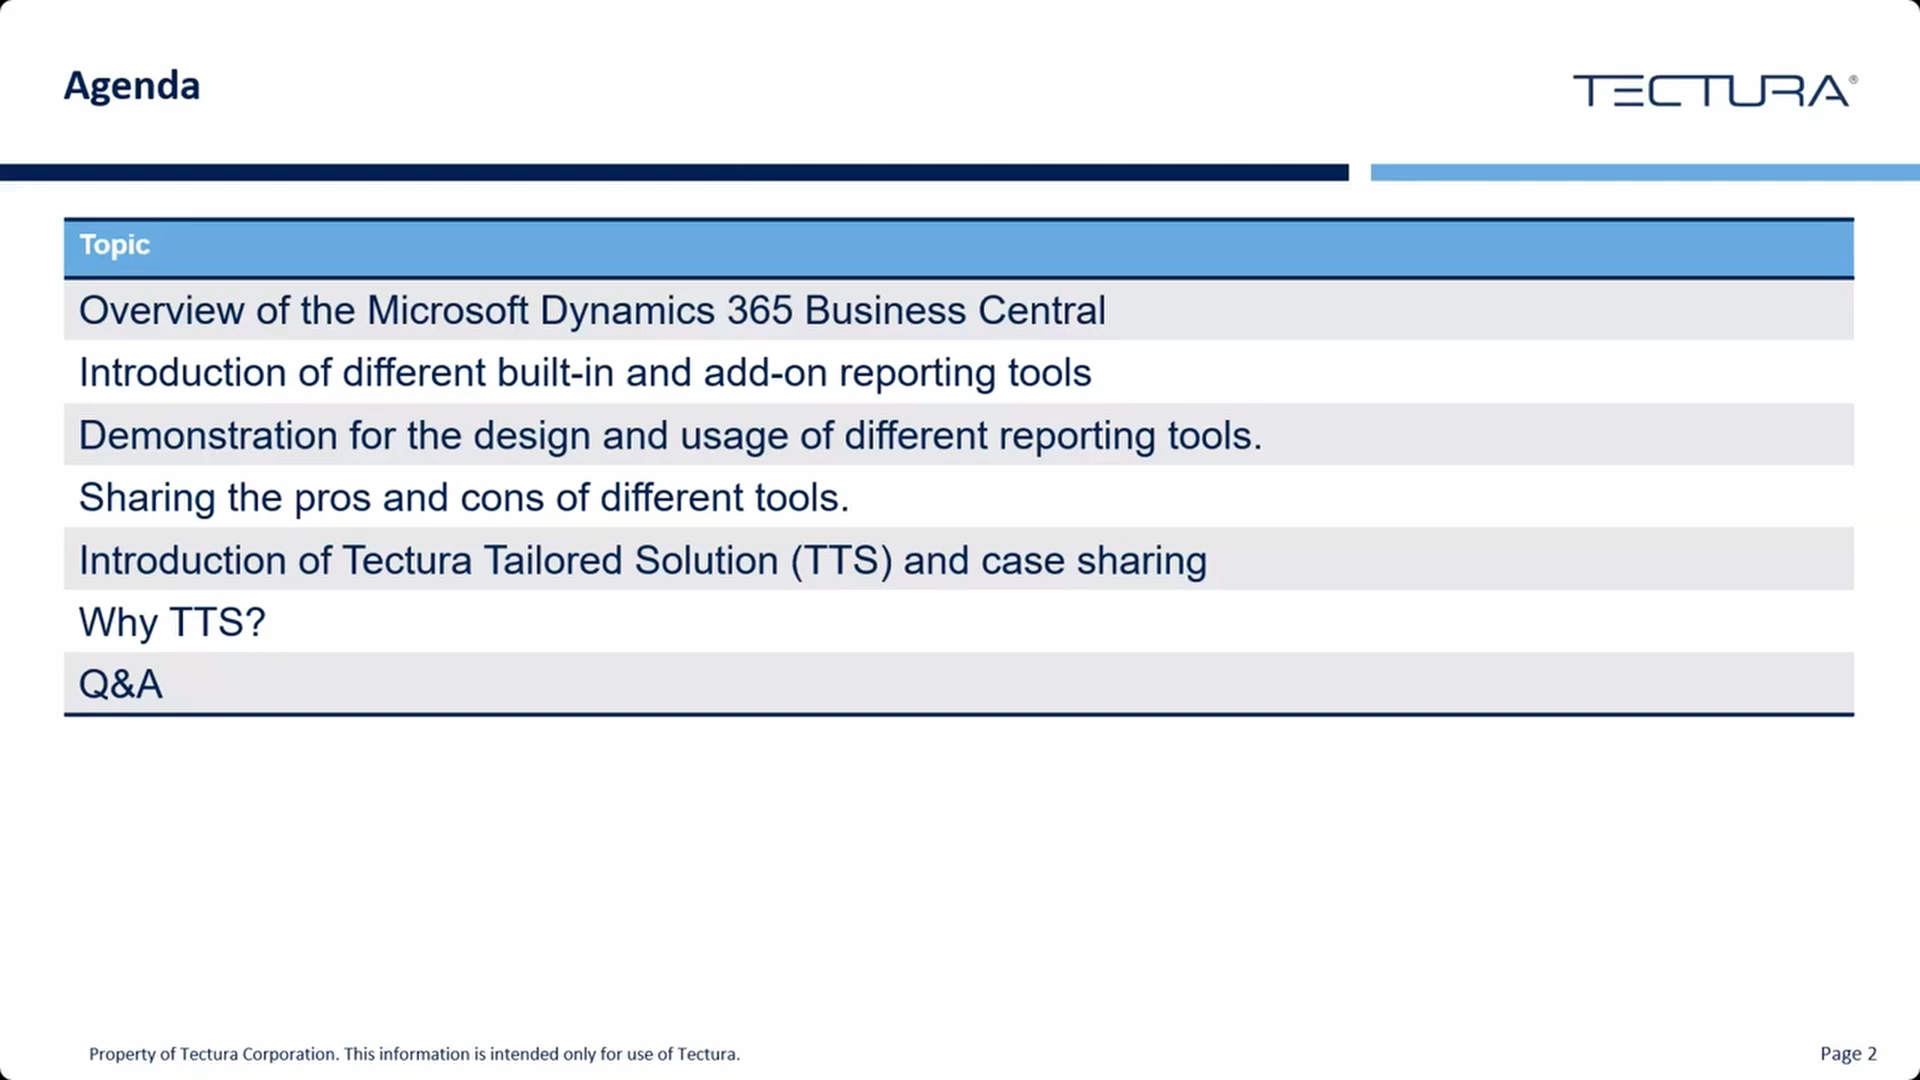 Agenda
TECTURA®
Topic
Overview of the Microsoft Dynamics 365 Business Central
Introduction of different built-in and add-on reporting tools
Demonstration for the design and usage of different reporting tools.
Sharing the pros and cons of different tools.
Introduction of Tectura Tailored Solution (TTS) and case sharing
Why TTS?
Q&A
Property of Tectura Corporation. This information is intended only for use of Tectura.
Page 2